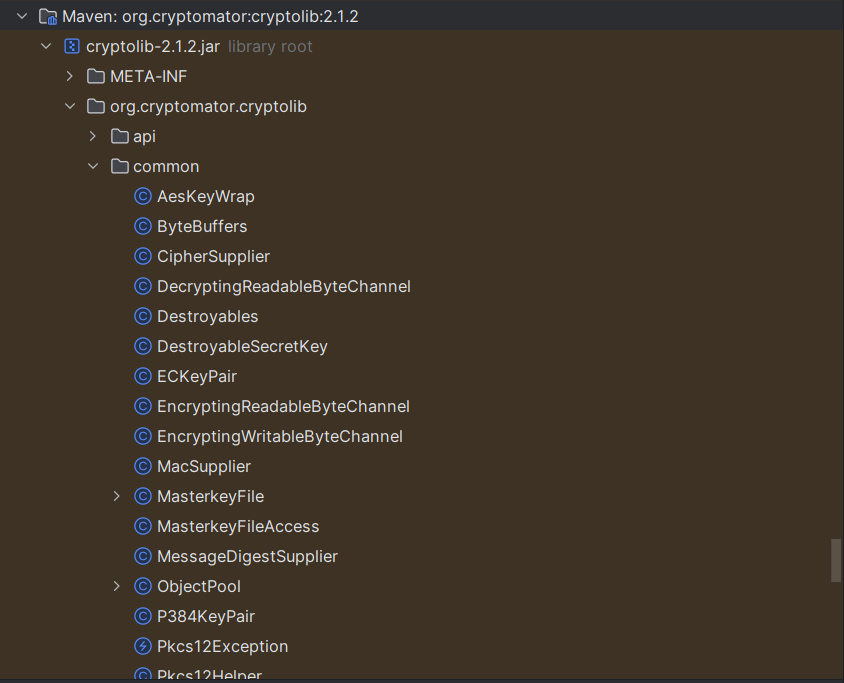 Maven: org.cryptomator:cryptolib:2.1.2
cryptolib-2.1.2.jar library root
META-INF
org.cryptomator.cryptolib
api
common
AesKeyWrap
ByteBuffers
CipherSupplier
DecryptingReadableByteChannel
Destroyables
DestroyableSecretKey
ECKeyPair
EncryptingReadableByteChannel
EncryptingWritableByteChannel
MacSupplier
MasterkeyFile
MasterkeyFileAccess
MessageDigestSupplier
ObjectPool
P384KeyPair
Pkcs12Exception
Pkcs12Helper